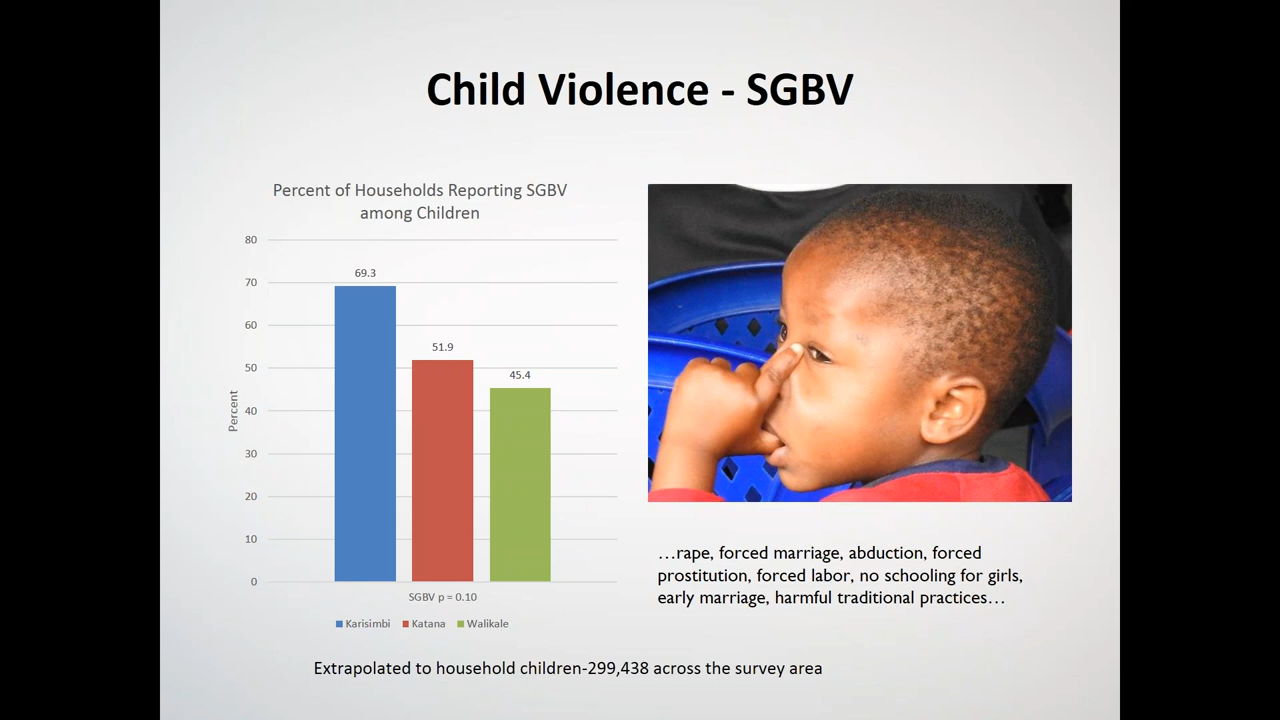 Child Violence - SGBV
Percent of Households Reporting SGBV
among Children
80
70
60
50
40
30
20
10
0
Percent
69.3
51.9
45.4
SGBV p = 0.10
Karisimbi Katana Walikale
…rape, forced marriage, abduction, forced
prostitution, forced labor, no schooling for girls,
early marriage, harmful traditional practices…
Extrapolated to household children-299,438 across the survey area